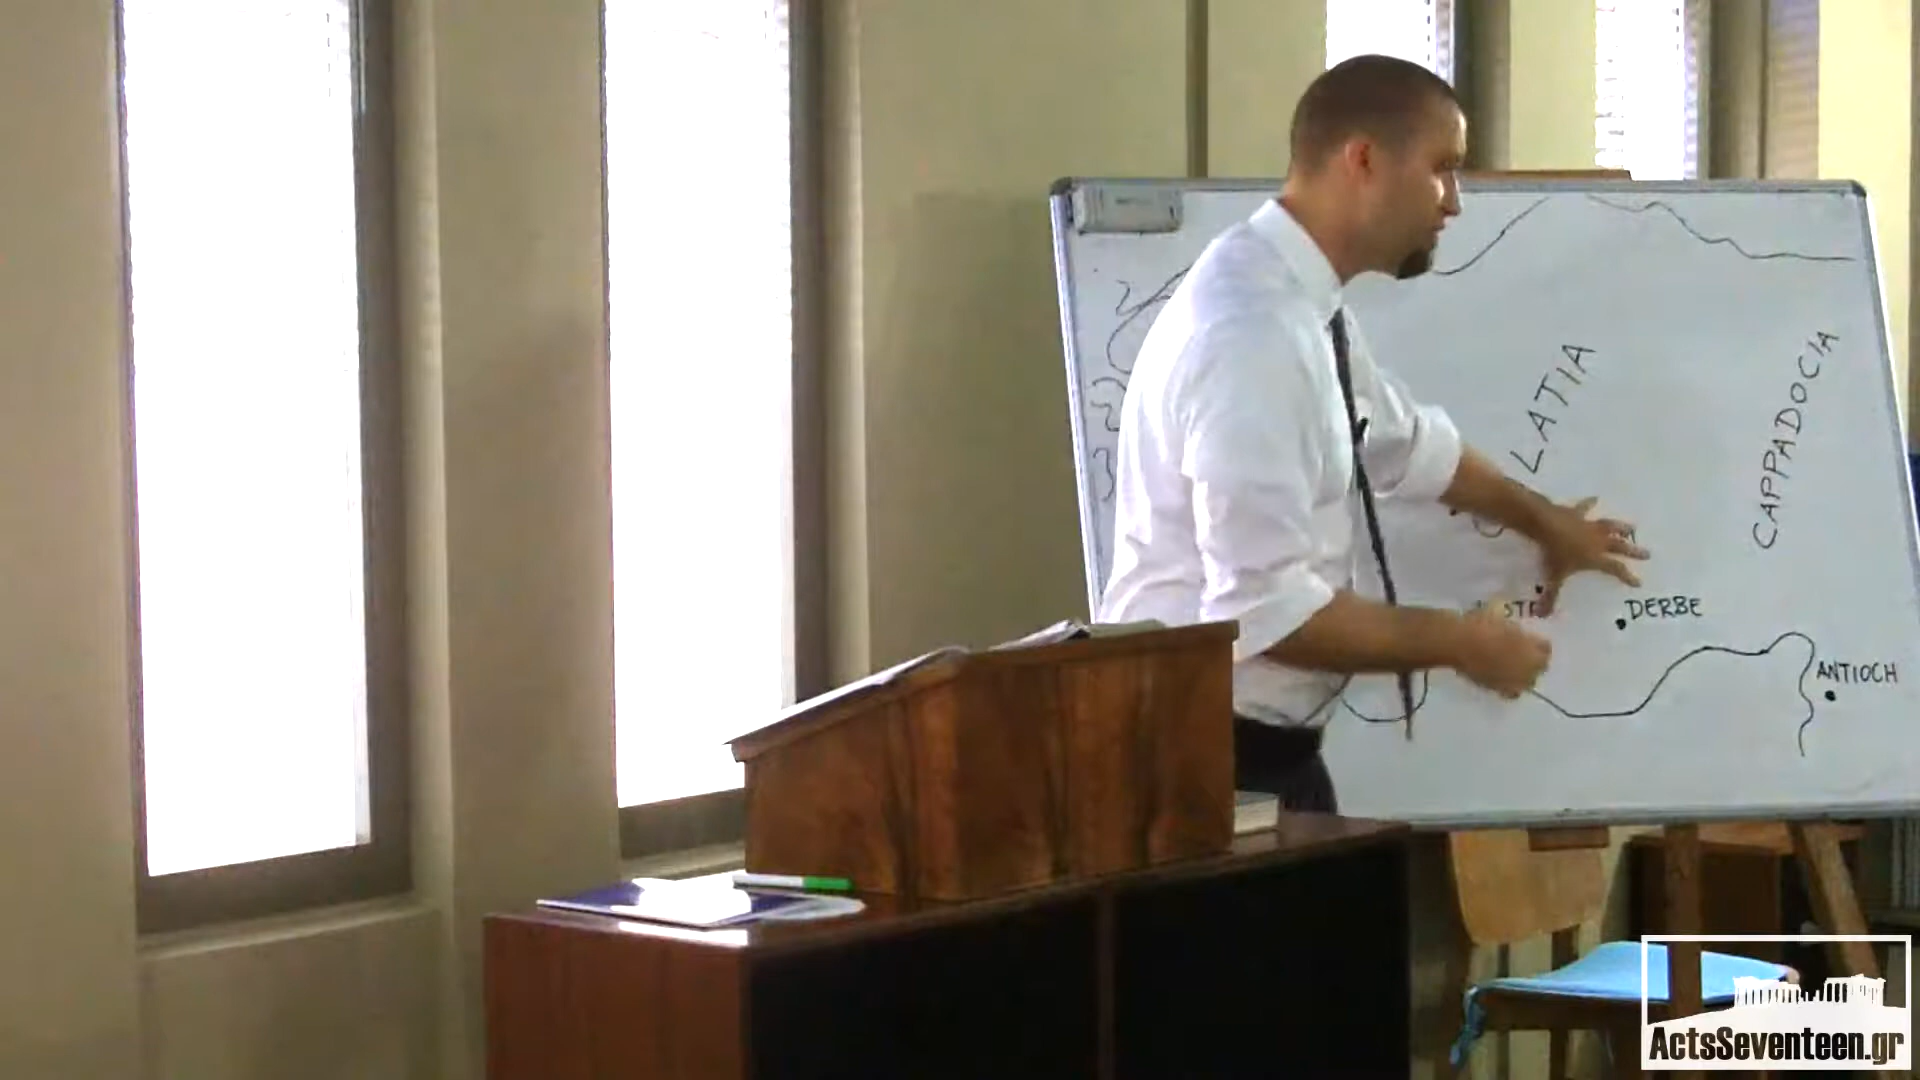 LATIA
CAPPADOCIA
DERBE
ANTIOCH
ActsSeventeen.gr